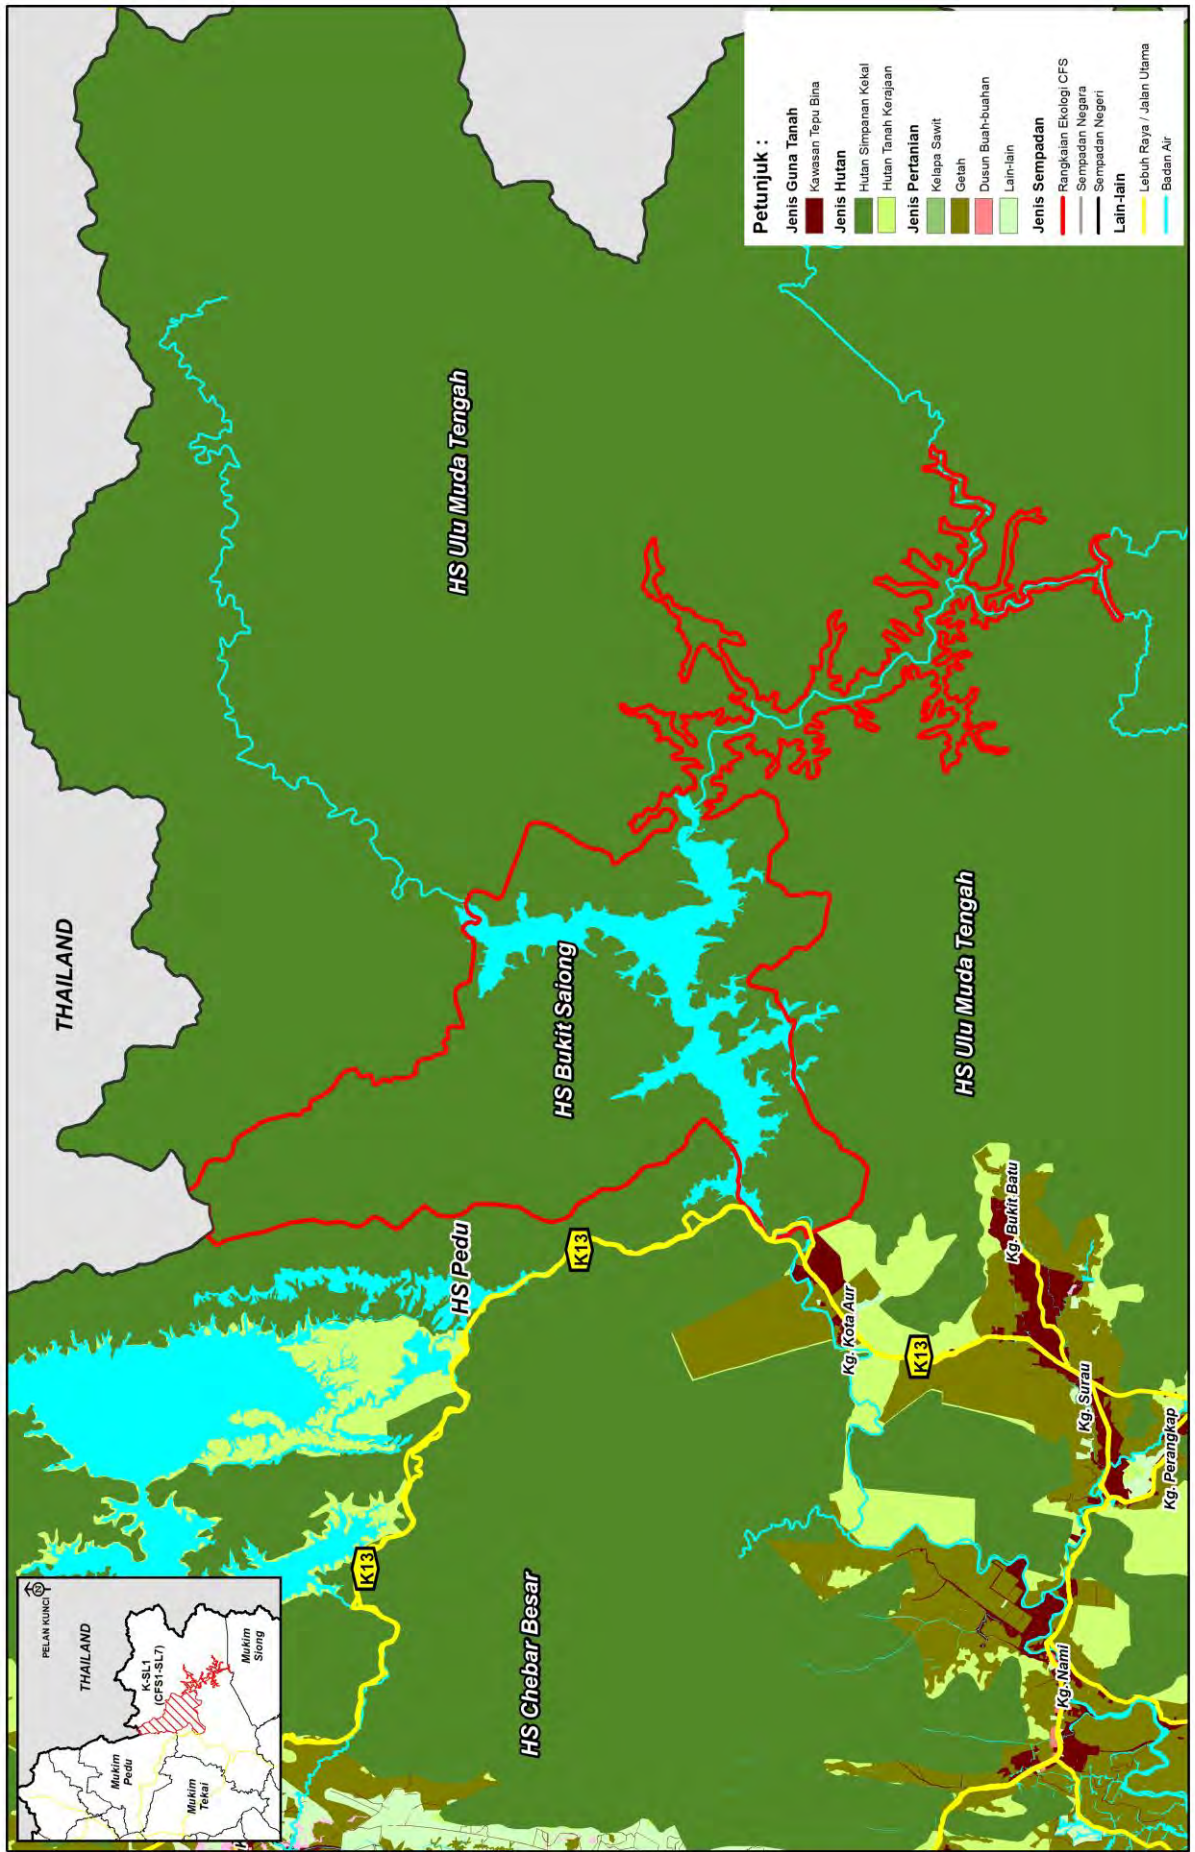 PELAN KUNCI
N
THAILAND
K-SL1
(CFS1-SL7)
Mukim
Pedu
Mukim
Tekai
Mukim
Siong
THAILAND
HS Ulu Muda Tengah
HS Bukit Saiong
HS Pedu
K13
K13
HS Chebar Besar
HS Ulu Muda Tengah
Kg. Kota Aur
K13
Kg. Bukit Batu
Kg. Surau
Kg. Perangkap
Kg. Nami
Petunjuk :
Jenis Guna Tanah
Kawasan Tepu Bina
Jenis Hutan
Hutan Simpanan Kekal
Hutan Tanah Kerajaan
Jenis Pertanian
Kelapa Sawit
Getah
Dusun Buah-buahan
Lain-lain
Jenis Sempadan
Rangkaian Ekologi CFS
Sempadan Negara
Sempadan Negeri
Lain-lain
Lebuh Raya / Jalan Utama
Badan Air